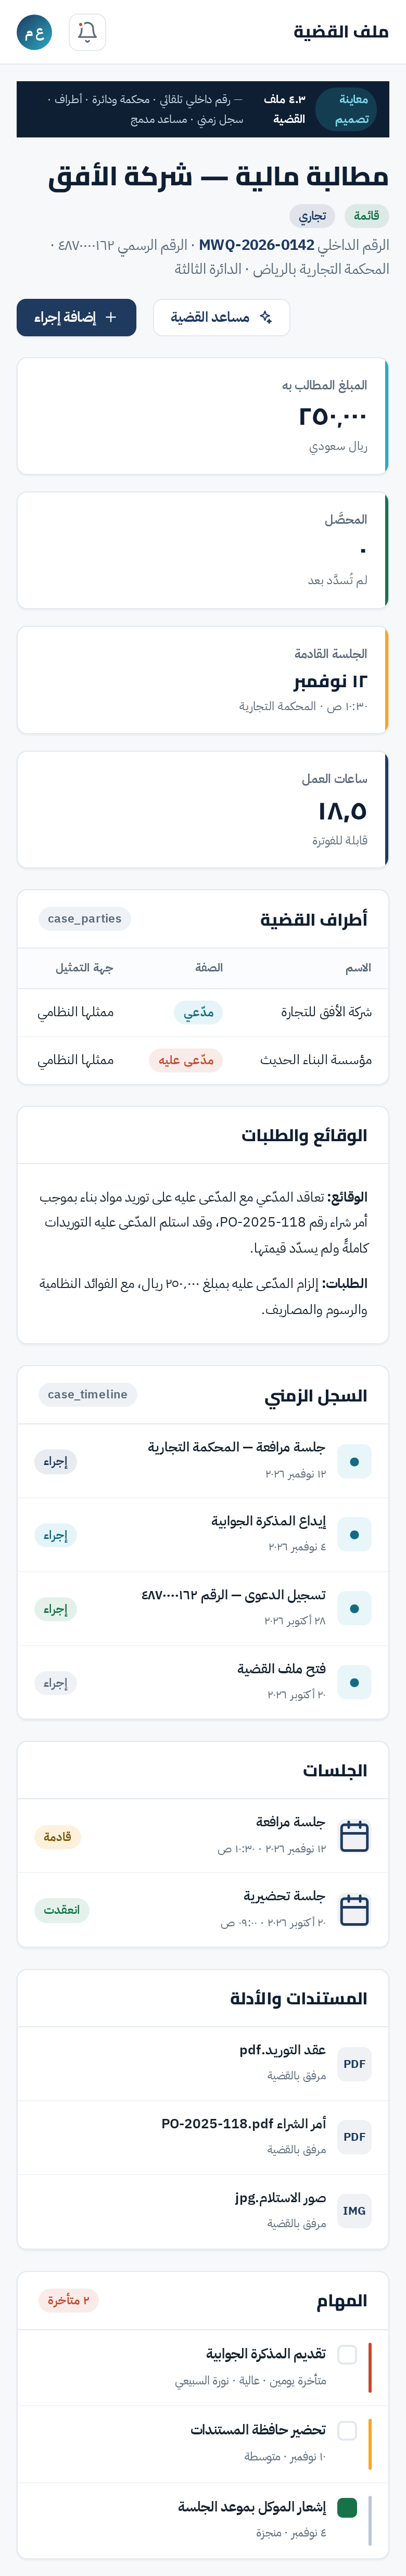 ملف القضية
ع م
معاينة تصميم
٤.٣ ملف القضية
— رقم داخلي تلقائي · محكمة ودائرة · أطراف · سجل زمني · مساعد مدمج
مطالبة مالية — شركة الأفق
قائمة
تجاري
الرقم الداخلي MWQ-2026-0142 · الرقم الرسمي ٤٨٧٠٠٠٠١٦٢ ·
المحكمة التجارية بالرياض · الدائرة الثالثة
مساعد القضية
إضافة إجراء
المبلغ المطالب به
٢٥٠,٠٠٠
ريال سعودي
المحصَّل
٠
لم تُسدَّد بعد
الجلسة القادمة
١٢ نوفمبر
١٠:٣٠ ص · المحكمة التجارية
ساعات العمل
١٨,٥
قابلة للفوترة
أطراف القضية
case_parties
الاسم الصفة جهة التمثيل
شركة الأفق للتجارة مدّعي ممثلها النظامي
مؤسسة البناء الحديث مدّعى عليه ممثلها النظامي
الوقائع والطلبات
الوقائع: تعاقد المدّعي مع المدّعى عليه على توريد مواد بناء بموجب
أمر شراء رقم PO-2025-118، وقد استلم المدّعى عليه التوريدات
كاملةً ولم يسدّد قيمتها.
الطلبات: إلزام المدّعى عليه بمبلغ ٢٥٠,٠٠٠ ريال، مع الفوائد النظامية
والرسوم والمصاريف.
السجل الزمني
case_timeline
جلسة مرافعة — المحكمة التجارية
١٢ نوفمبر ٢٠٢٦
إجراء
إيداع المذكرة الجوابية
٤ نوفمبر ٢٠٢٦
إجراء
تسجيل الدعوى — الرقم ٤٨٧٠٠٠٠١٦٢
٢٨ أكتوبر ٢٠٢٦
إجراء
فتح ملف القضية
٢٠ أكتوبر ٢٠٢٦
إجراء
الجلسات
جلسة مرافعة
١٢ نوفمبر ٢٠٢٦ · ١٠:٣٠ ص
قادمة
جلسة تحضيرية
٢٠ أكتوبر ٢٠٢٦ · ٠٩:٠٠ ص
انعقدت
المستندات والأدلة
PDF
عقد التوريد.pdf
مرفق بالقضية
PDF
أمر الشراء PO-2025-118.pdf
مرفق بالقضية
IMG
صور الاستلام.jpg
مرفق بالقضية
المهام
٢ متأخرة
تقديم المذكرة الجوابية
متأخرة يومين · عالية · نورة السبيعي
تحضير حافظة المستندات
١٠ نوفمبر · متوسطة
إشعار الموكل بموعد الجلسة
٤ نوفمبر · منجزة